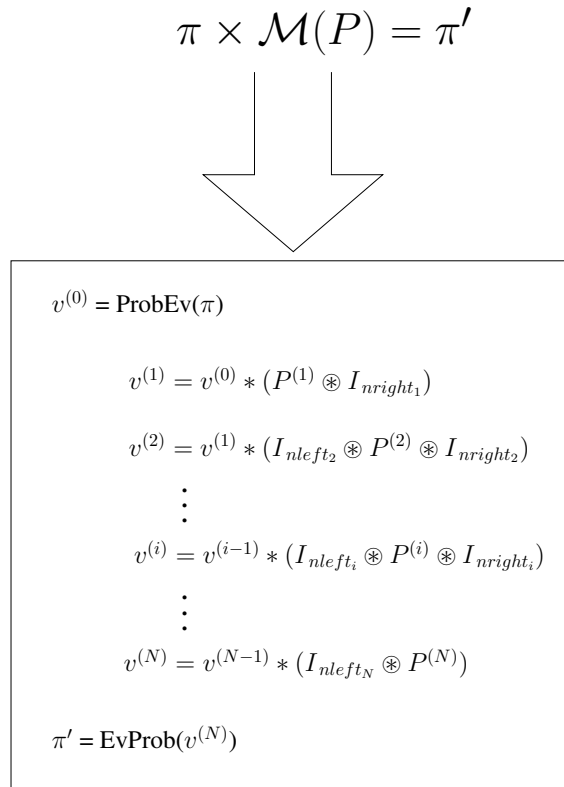 π × ℳ(P) = π′
v^{(0)} = ProbEv(π)
v^{(1)} = v^{(0)} ∗ (P^{(1)} ⊛ I_{nright_1})
v^{(2)} = v^{(1)} ∗ (I_{nleft_2} ⊛ P^{(2)} ⊛ I_{nright_2})
⋮
v^{(i)} = v^{(i−1)} ∗ (I_{nleft_i} ⊛ P^{(i)} ⊛ I_{nright_i})
⋮
v^{(N)} = v^{(N−1)} ∗ (I_{nleft_N} ⊛ P^{(N)})
π′ = EvProb(v^{(N)})